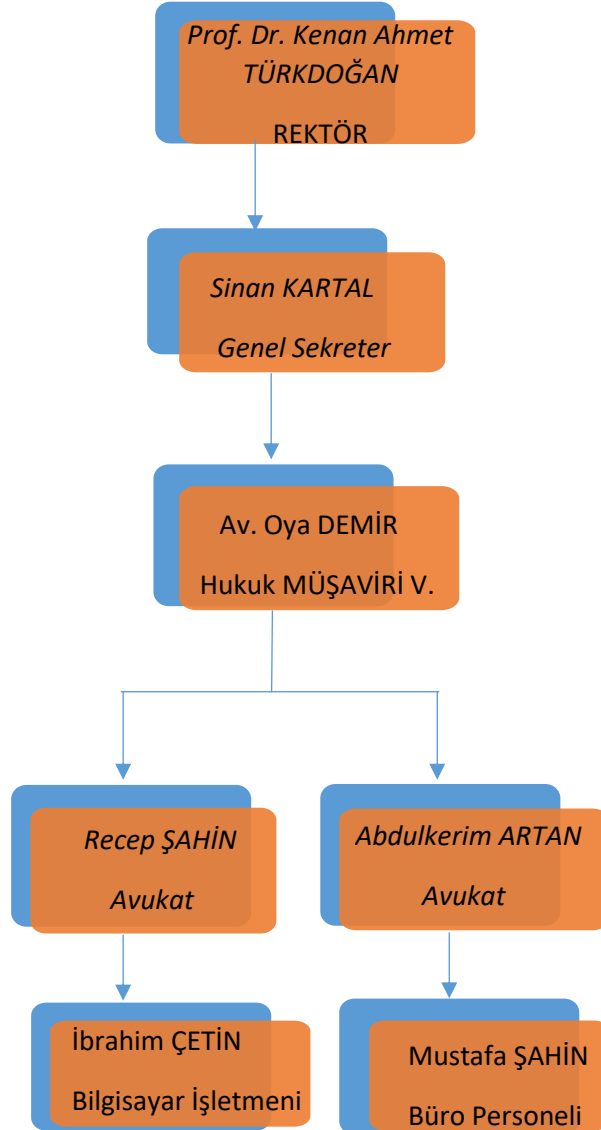 Prof. Dr. Kenan Ahmet
TÜRKDOĞAN
REKTÖR
Sinan KARTAL
Genel Sekreter
Av. Oya DEMİR
Hukuk MÜŞAVİRİ V.
Recep ŞAHİN
Avukat
Abdulkerim ARTAN
Avukat
İbrahim ÇETİN
Bilgisayar İşletmeni
Mustafa ŞAHİN
Büro Personeli